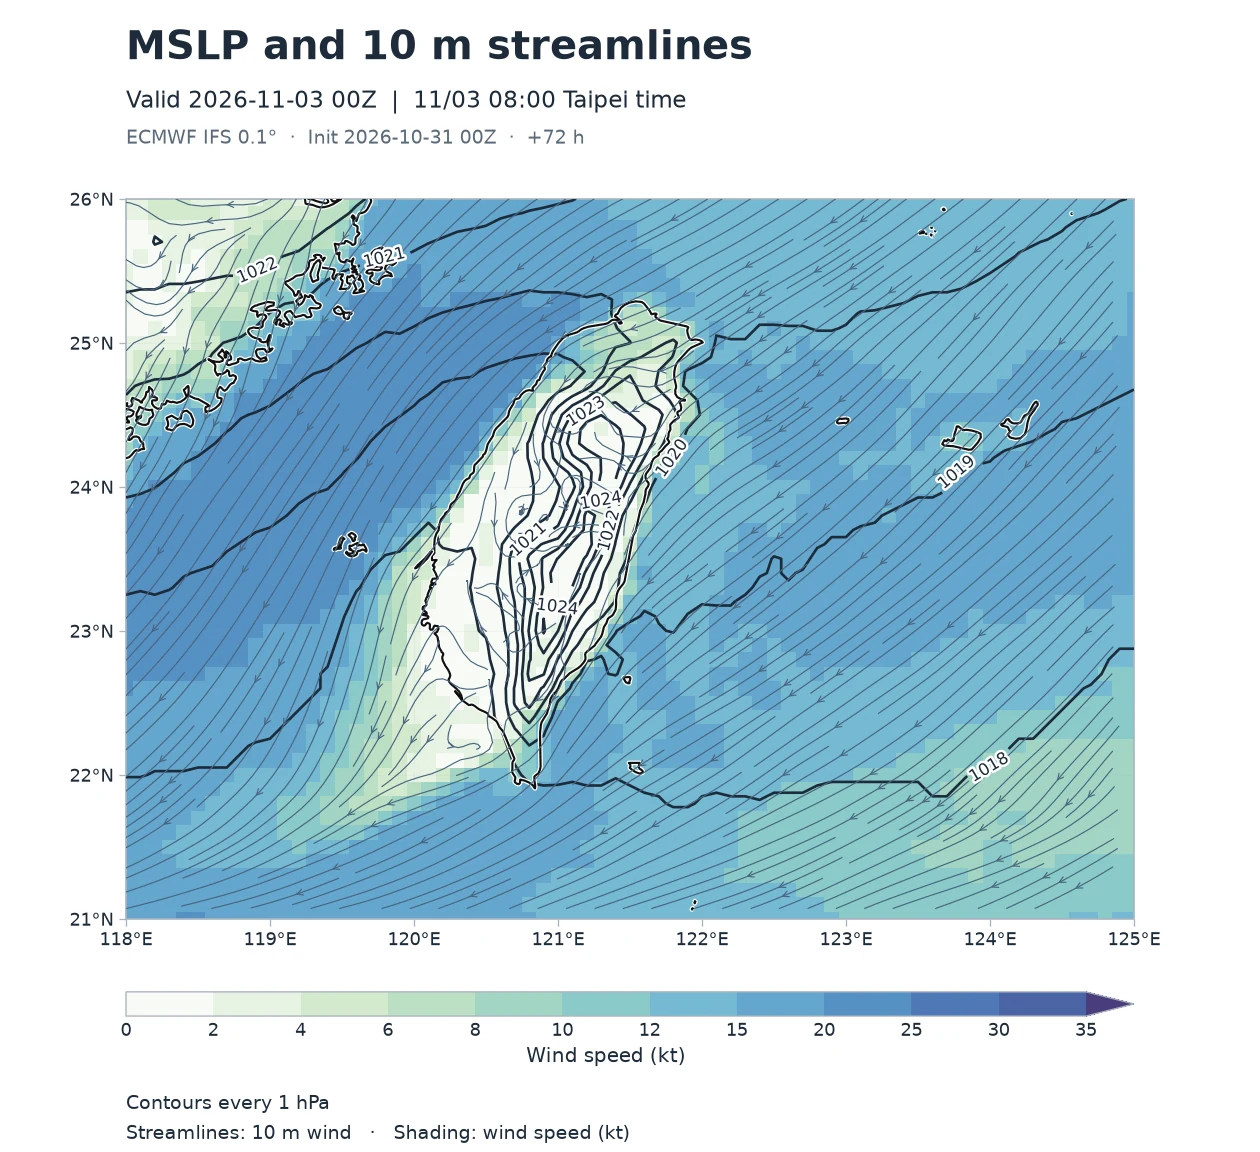 MSLP and 10 m streamlines
Valid 2026-11-03 00Z | 11/03 08:00 Taipei time
ECMWF IFS 0.1° · Init 2026-10-31 00Z · +72 h
26°N
1022
1021
25°N
1023
1020
24°N
1019
1024
1021
1022
1024
23°N
22°N
1018
21°N
118°E 119°E 120°E 121°E 122°E 123°E 124°E 125°E
0 2 4 6 8 10 12 15 20 25 30 35
Wind speed (kt)
Contours every 1 hPa
Streamlines: 10 m wind · Shading: wind speed (kt)